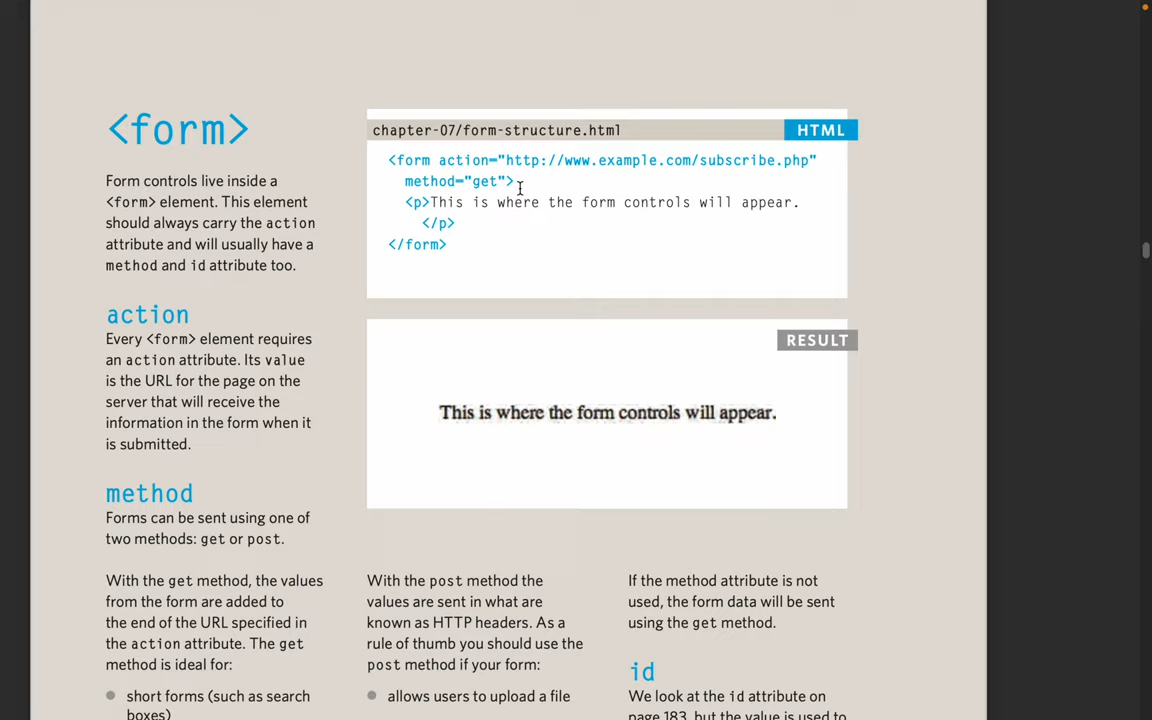 <form>
Form controls live inside a
<form> element. This element
should always carry the action
attribute and will usually have a
method and id attribute too.
action
Every <form> element requires
an action attribute. Its value
is the URL for the page on the
server that will receive the
information in the form when it
is submitted.
method
Forms can be sent using one of
two methods: get or post.
chapter-07/form-structure.html HTML
<form action="http://www.example.com/subscribe.php"
method="get">
<p>This is where the form controls will appear.
</p>
</form>
RESULT
This is where the form controls will appear.
With the get method, the values
from the form are added to
the end of the URL specified in
the action attribute. The get
method is ideal for:
short forms (such as search
boxes)
With the post method the
values are sent in what are
known as HTTP headers. As a
rule of thumb you should use the
post method if your form:
allows users to upload a file
If the method attribute is not
used, the form data will be sent
using the get method.
id
We look at the id attribute on
page 183, but the value is used to